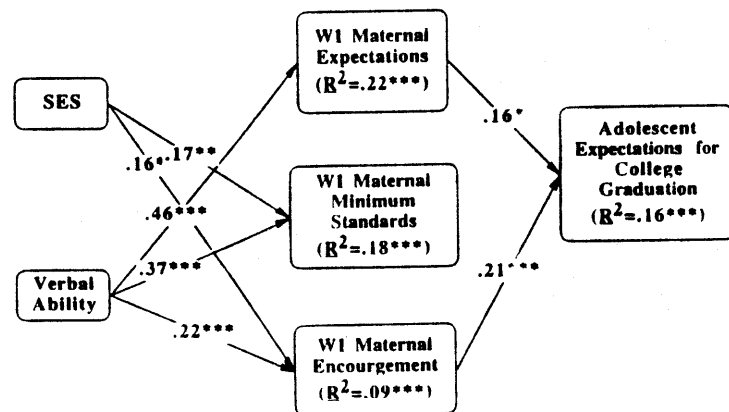 W1 Maternal
Expectations
(R²=.22***)
SES
.16*
.17**
.16*
Adolescent
Expectations for
College
Graduation
(R²=.16***)
.46***
W1 Maternal
Minimum
Standards
(R²=.18***)
.37***
Verbal
Ability
.21***
.22***
W1 Maternal
Encourgement
(R²=.09***)